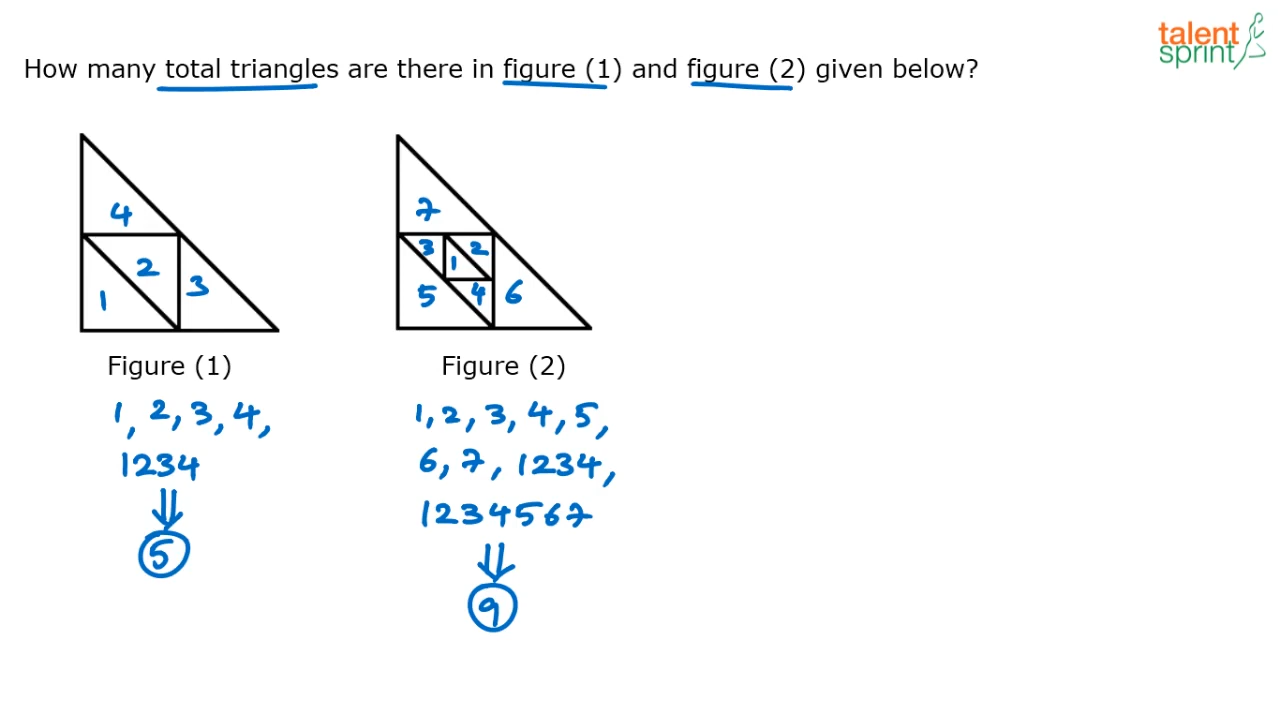 talent
sprint
How many total triangles are there in figure (1) and figure (2) given below?
4
2
1
3
7
3
2
1
5
4
6
Figure (1)
Figure (2)
1, 2, 3, 4,
1234
5
1, 2, 3, 4, 5,
6, 7, 1234,
1234567
9